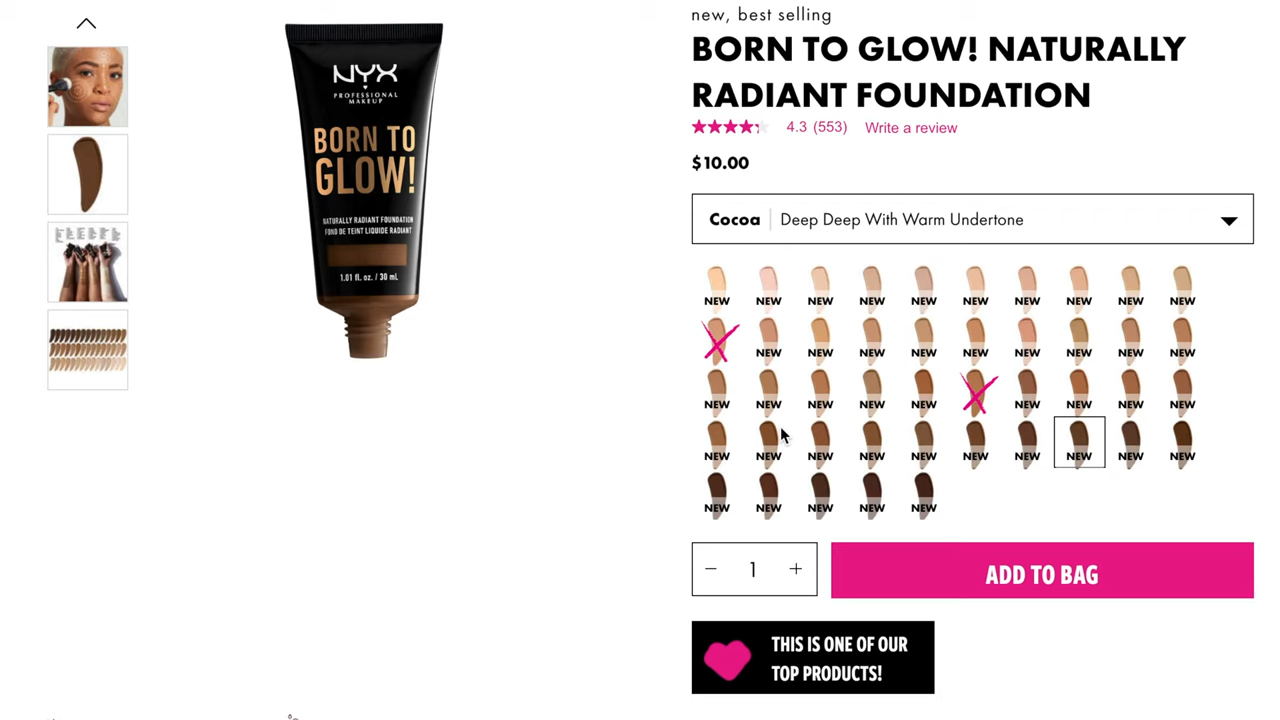 NYX
PROFESSIONAL
MAKEUP
BORN TO
GLOW!
NATURALLY RADIANT FOUNDATION
FOND DE TEINT LIQUIDE RADIANT
1.01 fl. oz. / 30 ml
new, best selling
BORN TO GLOW! NATURALLY
RADIANT FOUNDATION
4.3 (553) Write a review
$10.00
Cocoa Deep Deep With Warm Undertone
NEW NEW NEW NEW NEW NEW NEW NEW NEW NEW
NEW NEW NEW NEW NEW NEW NEW NEW NEW
NEW NEW NEW NEW NEW NEW NEW NEW NEW
NEW NEW NEW NEW NEW NEW NEW NEW NEW NEW
NEW NEW NEW NEW NEW
− 1 + ADD TO BAG
THIS IS ONE OF OUR
TOP PRODUCTS!